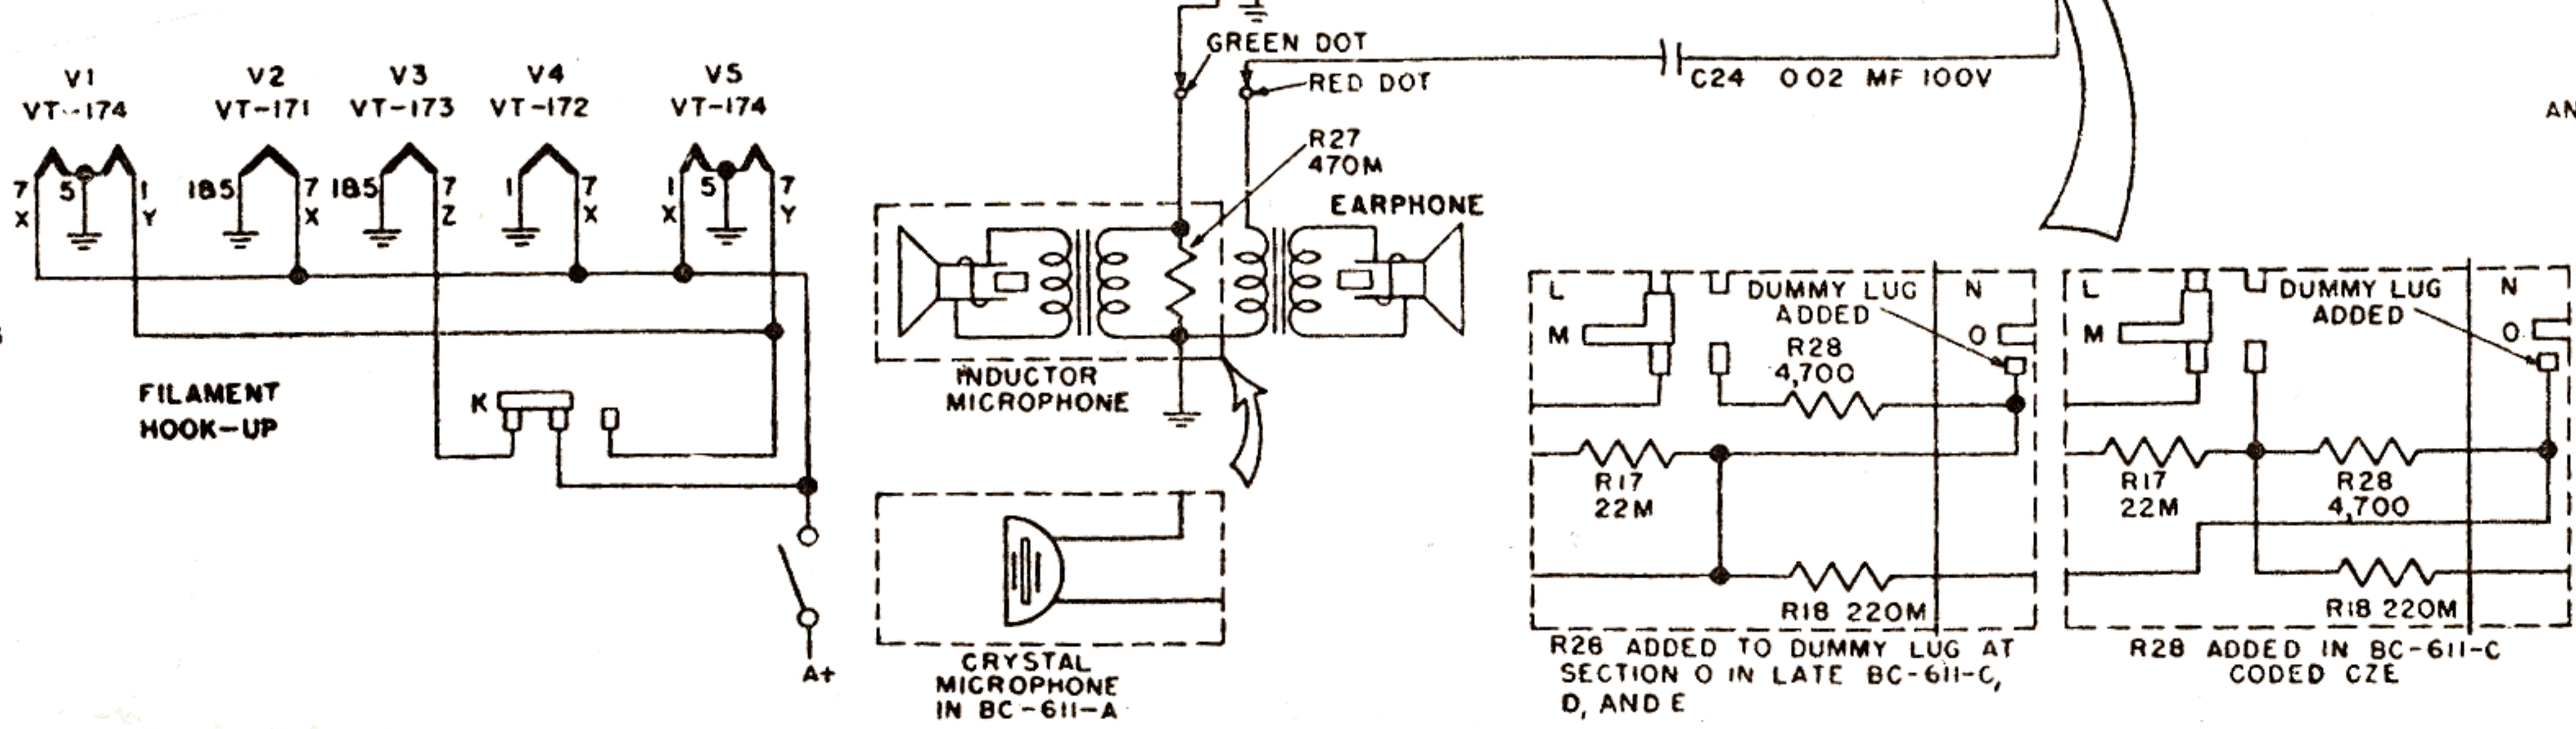 V1
VT-174
V2
VT-171
V3
VT-173
V4
VT-172
V5
VT-174
7
X
5
1
Y
1&5
7
X
1&5
7
Z
1
7
X
1
X
5
7
Y
FILAMENT
HOOK-UP
K
A+
GREEN DOT
RED DOT
C24 002 MF 100V
R27
470M
EARPHONE
INDUCTOR
MICROPHONE
CRYSTAL
MICROPHONE
IN BC-611-A
AN
L
M
DUMMY LUG
ADDED
N
O
R28
4,700
R17
22M
R18 220M
R28 ADDED TO DUMMY LUG AT
SECTION O IN LATE BC-611-C,
D, AND E
L
M
DUMMY LUG
ADDED
N
O
R17
22M
R28
4,700
R18 220M
R28 ADDED IN BC-611-C
CODED CZE